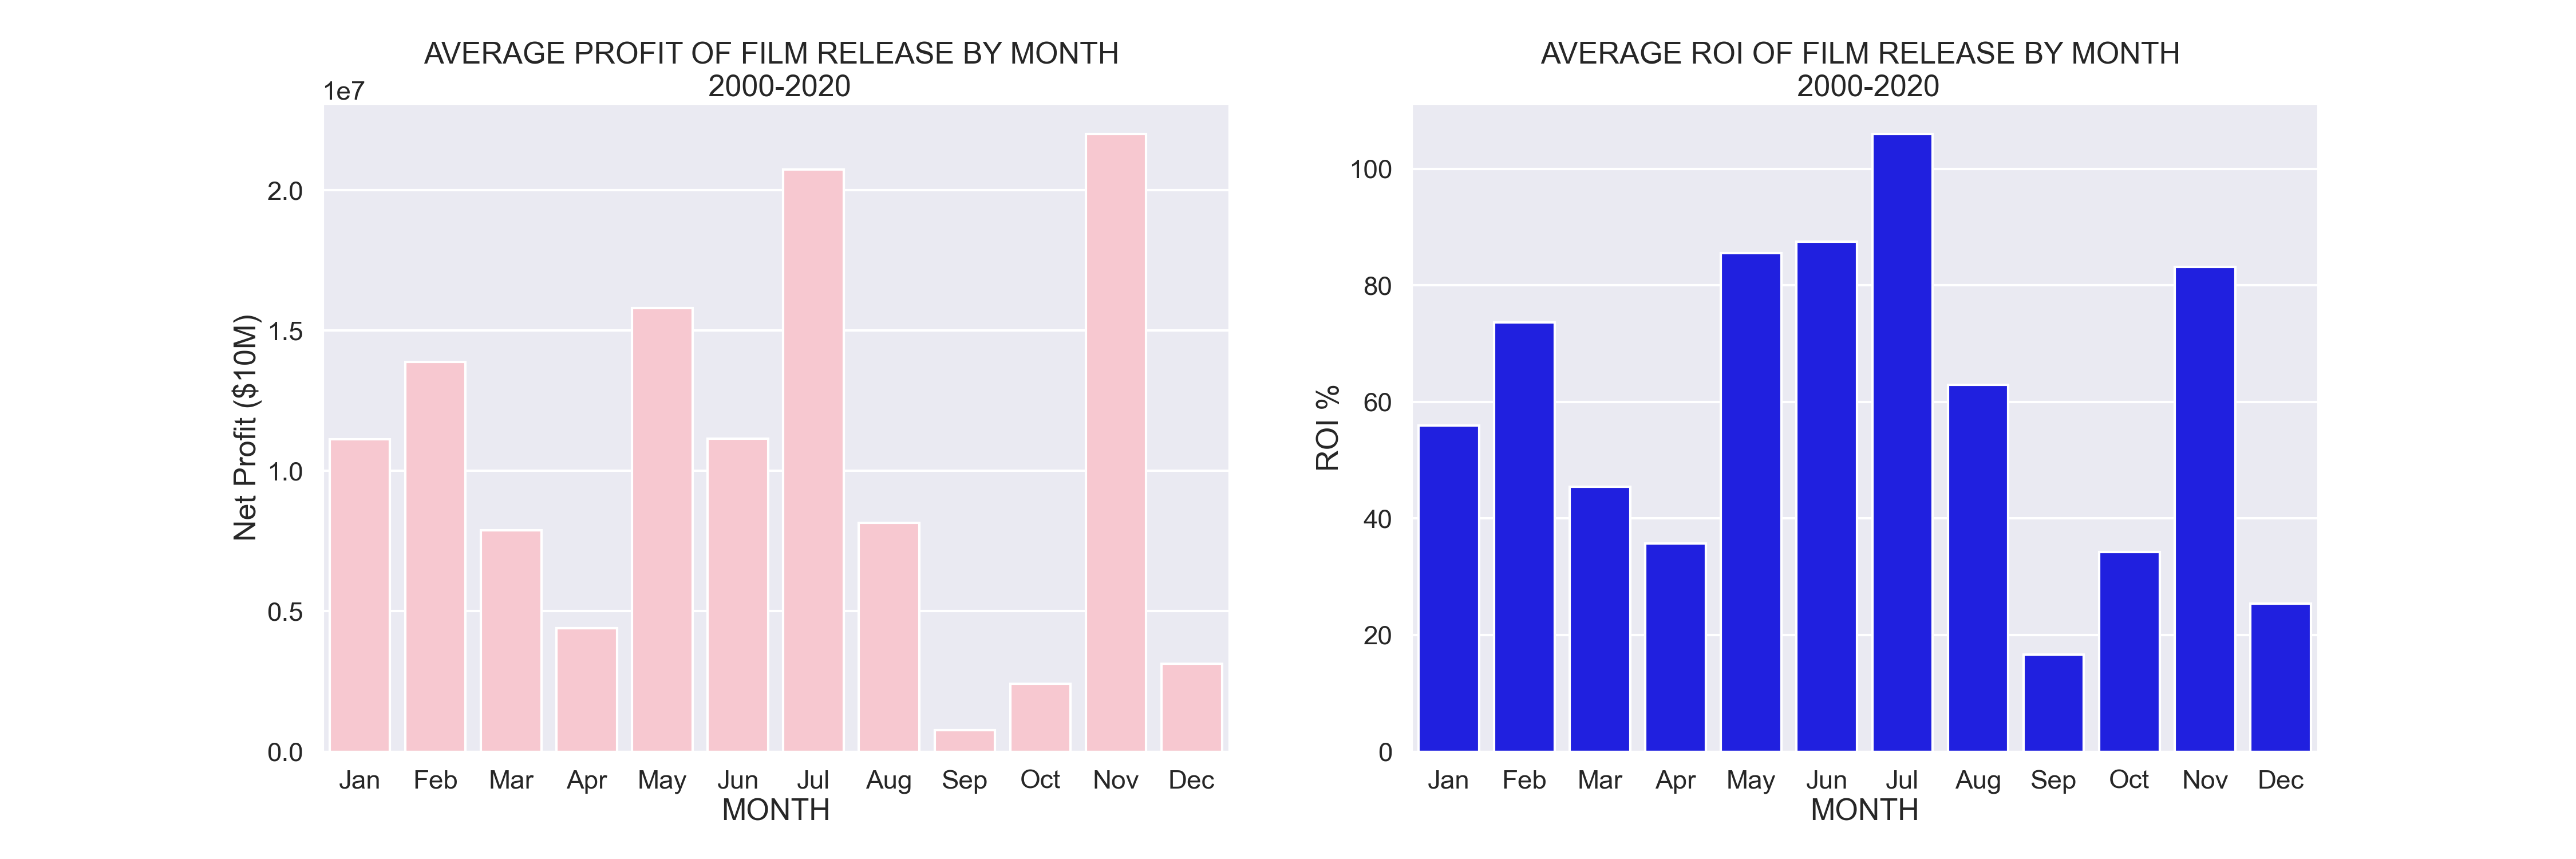 AVERAGE PROFIT OF FILM RELEASE BY MONTH
2000-2020
1e7
2.0
1.5
1.0
0.5
0.0
Net Profit ($10M)
Jan Feb Mar Apr May Jun Jul Aug Sep Oct Nov Dec
MONTH
AVERAGE ROI OF FILM RELEASE BY MONTH
2000-2020
100
80
60
40
20
0
ROI %
Jan Feb Mar Apr May Jun Jul Aug Sep Oct Nov Dec
MONTH